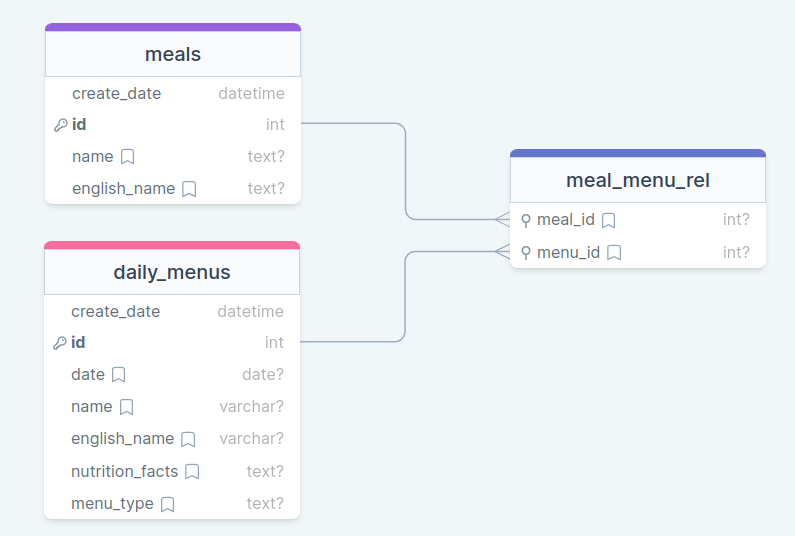 meals
create_date datetime
id int
name text?
english_name text?
daily_menus
create_date datetime
id int
date date?
name varchar?
english_name varchar?
nutrition_facts text?
menu_type text?
meal_menu_rel
meal_id int?
menu_id int?